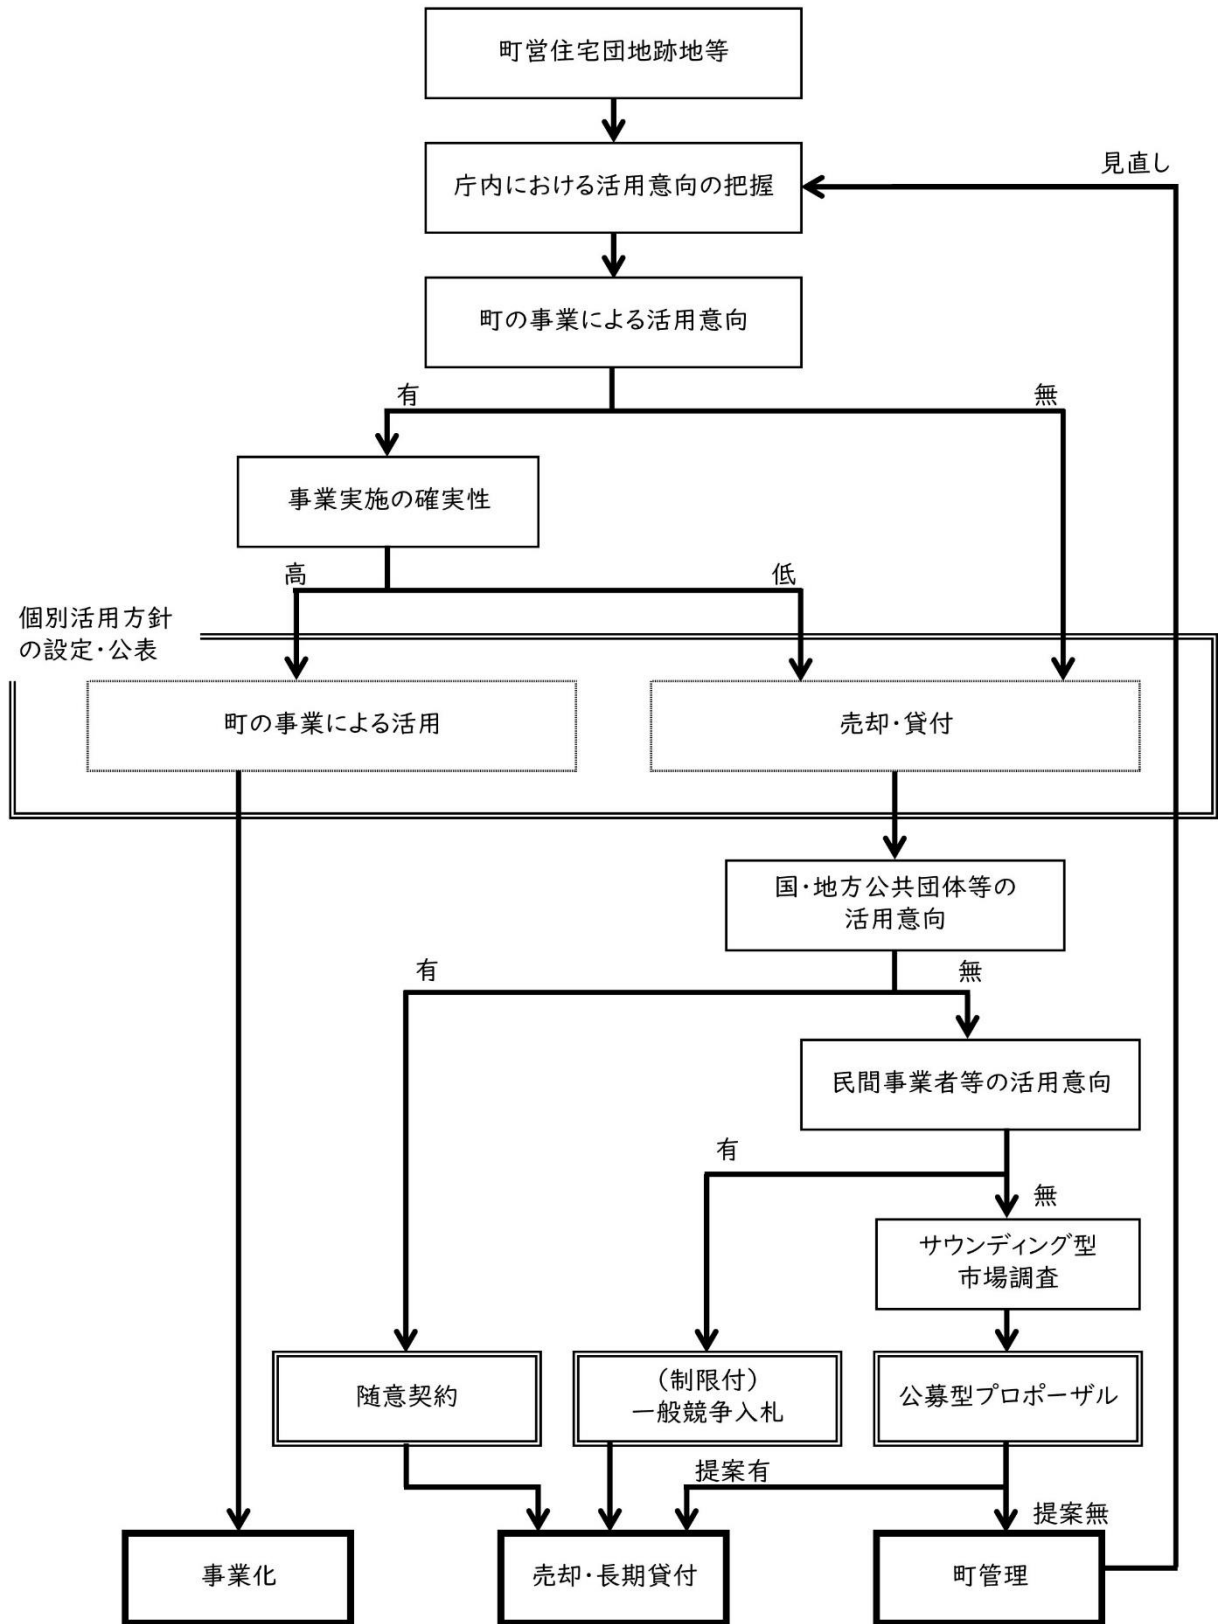 町営住宅団地跡地等
庁内における活用意向の把握
見直し
町の事業による活用意向
有
無
事業実施の確実性
高
低
個別活用方針
の設定・公表
町の事業による活用
売却・貸付
国・地方公共団体等の
活用意向
有
無
民間事業者等の活用意向
有
無
サウンディング型
市場調査
随意契約
(制限付)
一般競争入札
公募型プロポーザル
提案有
提案無
事業化
売却・長期貸付
町管理